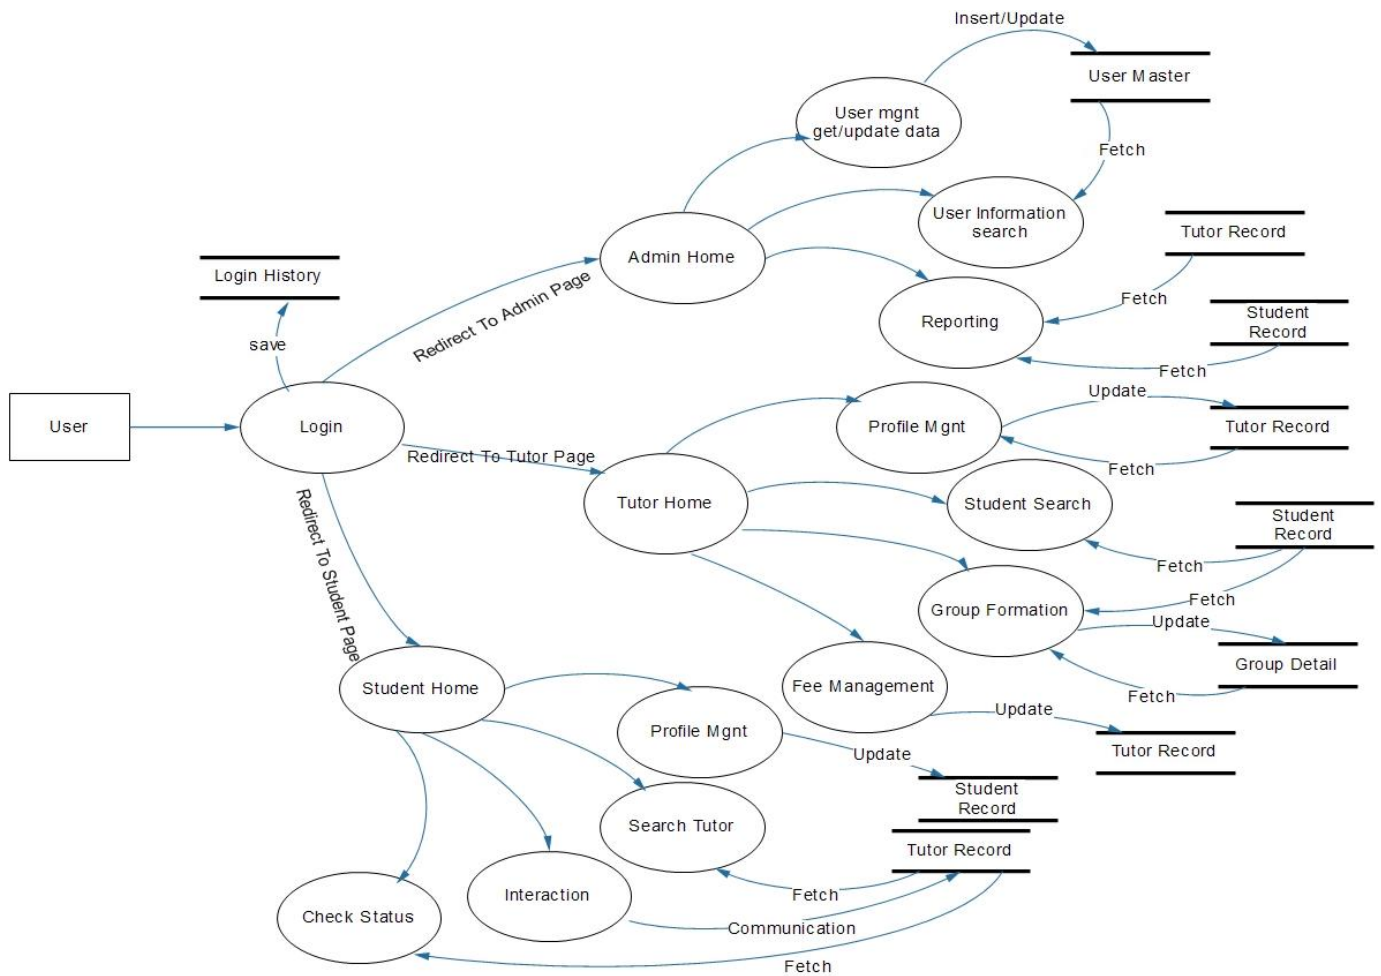 Insert/Update
User Master
User mgnt
get/update data
Fetch
User Information
search
Tutor Record
Admin Home
Login History
Redirect To Admin Page
Fetch
Student
Record
Reporting
save
Fetch
Update
User
Login
Profile Mgnt
Tutor Record
Redirect To Tutor Page
Fetch
Tutor Home
Student Search
Student
Record
Redirect To Student Page
Fetch
Fetch
Group Formation
Update
Group Detail
Student Home
Fee Management
Fetch
Update
Profile Mgnt
Update
Tutor Record
Student
Record
Search Tutor
Tutor Record
Interaction
Fetch
Check Status
Communication
Fetch